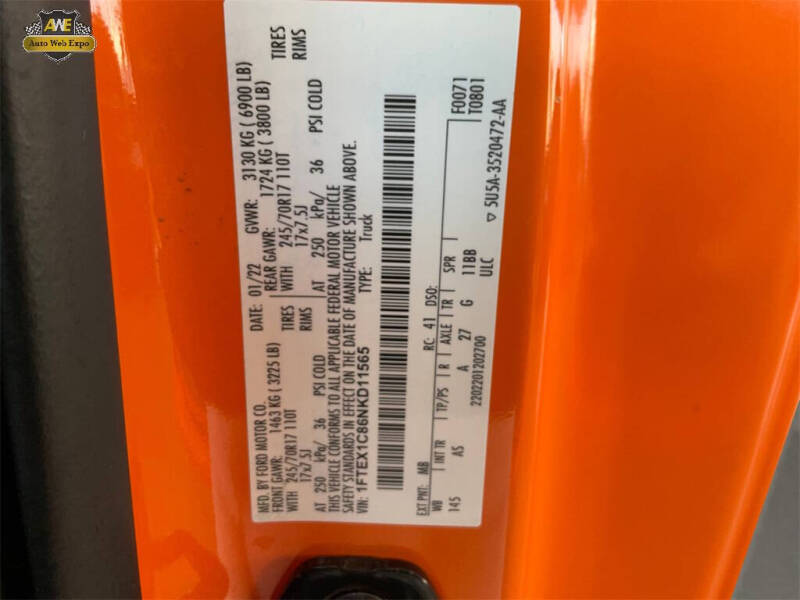 AWE
Auto Web Expo
MFD. BY FORD MOTOR CO. DATE: 01/22 GVWR: 3130 KG ( 6900 LB)
FRONT GAWR: 1463 KG ( 3225 LB) REAR GAWR: 1724 KG ( 3800 LB)
WITH 245/70R17 110T TIRES WITH 245/70R17 110T TIRES
17x7.5J RIMS 17x7.5J RIMS
AT 250 kPa/ 36 PSI COLD AT 250 kPa/ 36 PSI COLD
THIS VEHICLE CONFORMS TO ALL APPLICABLE FEDERAL MOTOR VEHICLE
SAFETY STANDARDS IN EFFECT ON THE DATE OF MANUFACTURE SHOWN ABOVE.
VIN: 1FTEX1C86NKD11565 TYPE: Truck
F0071
T0801
EXT PNT: MB RC: 41 DSO:
WB INT TR TP/PS R AXLE TR SPR
145 AS A 27 G 11BB
2202201202700 ULC
▽ 5U5A-3520472-AA